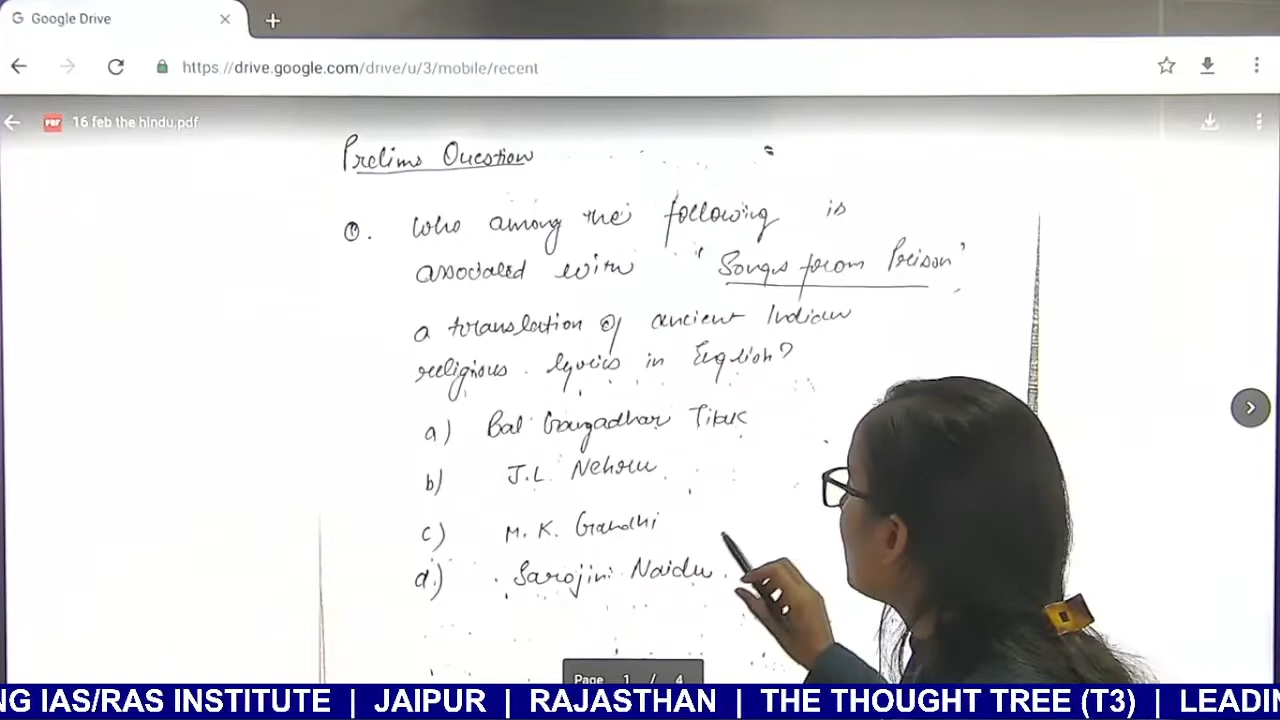 Google Drive
https://drive.google.com/drive/u/3/mobile/recent
16 feb the hindu.pdf
Prelims Question
Q. Who among the following is
associated with "Songs from Prison"
a translation of ancient Indian
religious lyrics in English?
a) Bal Gangadhar Tilak
b) J.L. Nehru
c) M. K. Gandhi
d) Sarojini Naidu
Page 1 / 4
NG IAS/RAS INSTITUTE | JAIPUR | RAJASTHAN | THE THOUGHT TREE (T3) | LEADIN